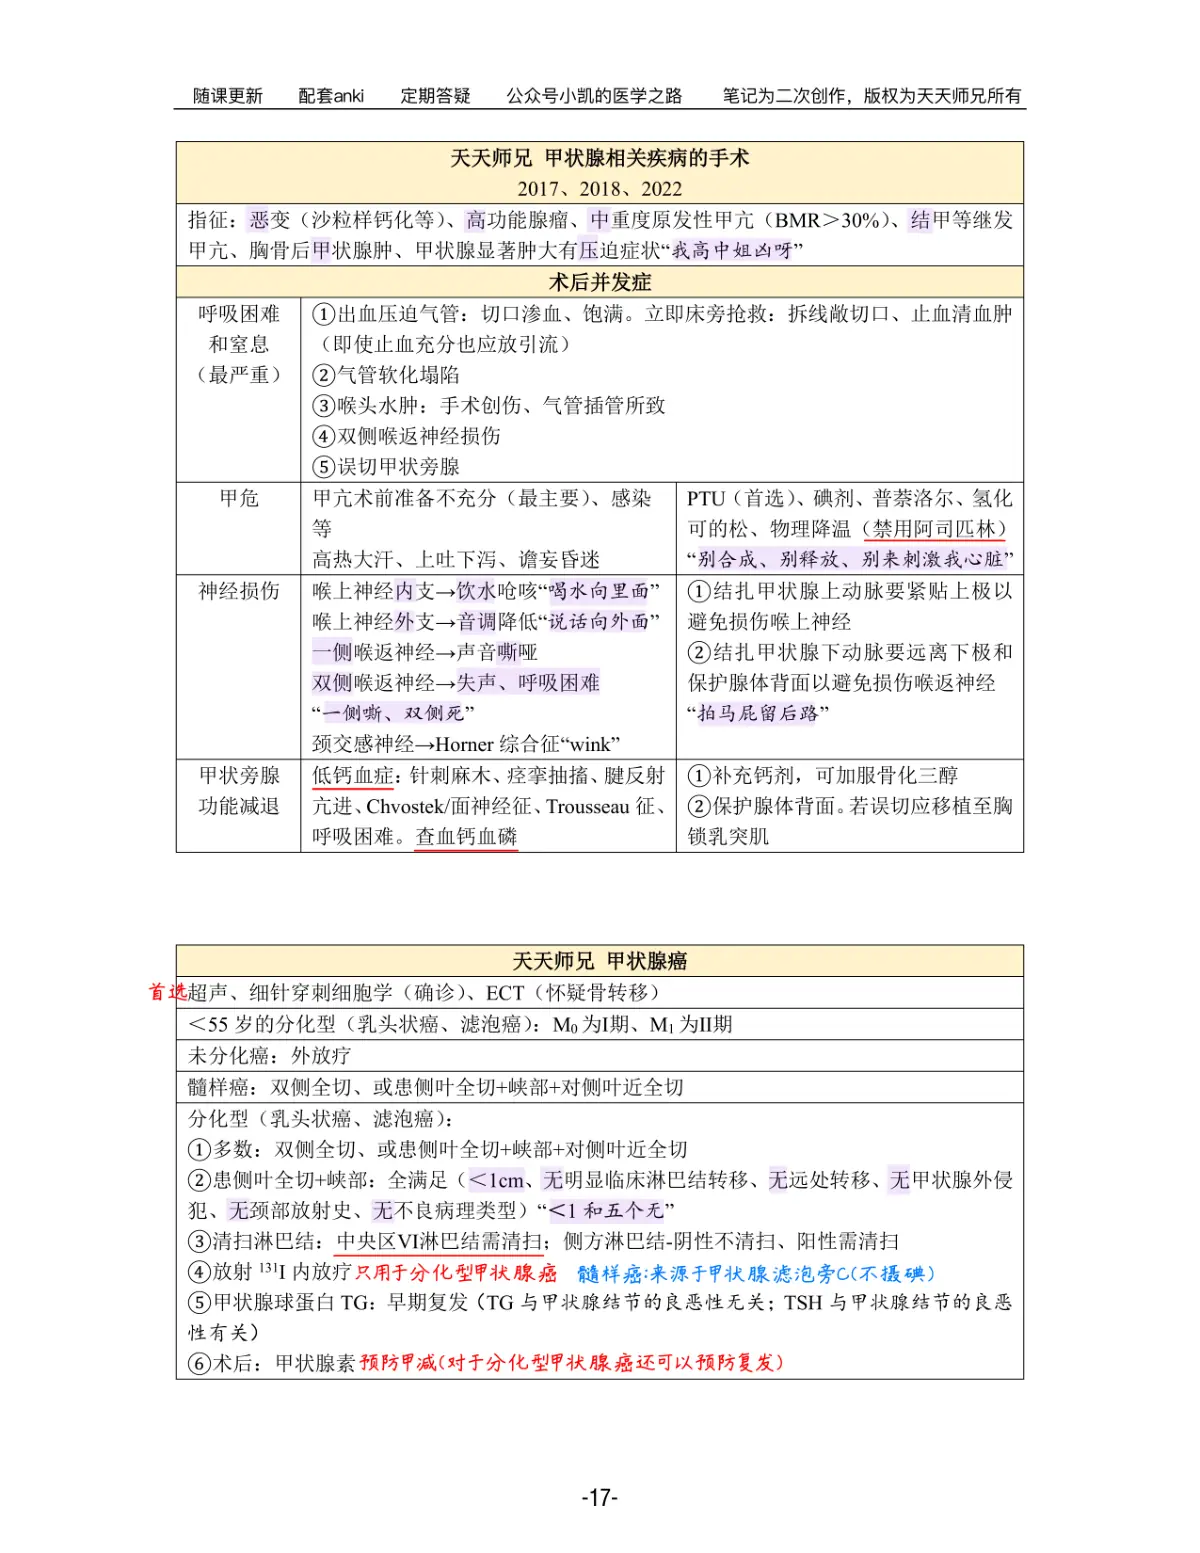 随课更新 配套anki 定期答疑 公众号小凯的医学之路 笔记为二次创作，版权为天天师兄所有
天天师兄 甲状腺相关疾病的手术
2017、2018、2022
指征：恶变（沙粒样钙化等）、高功能腺瘤、中重度原发性甲亢（BMR＞30%）、结甲等继发
甲亢、胸骨后甲状腺肿、甲状腺显著肿大有压迫症状“我高中姐凶呀”
术后并发症
呼吸困难
和窒息
（最严重）
①出血压迫气管：切口渗血、饱满。立即床旁抢救：拆线敞切口、止血清血肿
（即使止血充分也应放引流）
②气管软化塌陷
③喉头水肿：手术创伤、气管插管所致
④双侧喉返神经损伤
⑤误切甲状旁腺
甲危
甲亢术前准备不充分（最主要）、感染
等
高热大汗、上吐下泻、谵妄昏迷
PTU（首选）、碘剂、普萘洛尔、氢化
可的松、物理降温（禁用阿司匹林）
“别合成、别释放、别来刺激我心脏”
神经损伤
喉上神经内支→饮水呛咳“喝水向里面”
喉上神经外支→音调降低“说话向外面”
一侧喉返神经→声音嘶哑
双侧喉返神经→失声、呼吸困难
“一侧嘶、双侧死”
颈交感神经→Horner 综合征“wink”
①结扎甲状腺上动脉要紧贴上极以
避免损伤喉上神经
②结扎甲状腺下动脉要远离下极和
保护腺体背面以避免损伤喉返神经
“拍马屁留后路”
甲状旁腺
功能减退
低钙血症：针刺麻木、痉挛抽搐、腱反射
亢进、Chvostek/面神经征、Trousseau 征、
呼吸困难。查血钙血磷
①补充钙剂，可加服骨化三醇
②保护腺体背面。若误切应移植至胸
锁乳突肌
天天师兄 甲状腺癌
首选超声、细针穿刺细胞学（确诊）、ECT（怀疑骨转移）
＜55 岁的分化型（乳头状癌、滤泡癌）：M₀ 为I期、M₁ 为II期
未分化癌：外放疗
髓样癌：双侧全切、或患侧叶全切+峡部+对侧叶近全切
分化型（乳头状癌、滤泡癌）：
①多数：双侧全切、或患侧叶全切+峡部+对侧叶近全切
②患侧叶全切+峡部：全满足（＜1cm、无明显临床淋巴结转移、无远处转移、无甲状腺外侵
犯、无颈部放射史、无不良病理类型）“＜1 和五个无”
③清扫淋巴结：中央区VI淋巴结需清扫；侧方淋巴结-阴性不清扫、阳性需清扫
④放射 ¹³¹I 内放疗只用于分化型甲状腺癌 髓样癌:来源于甲状腺滤泡旁C(不摄碘)
⑤甲状腺球蛋白 TG：早期复发（TG 与甲状腺结节的良恶性无关；TSH 与甲状腺结节的良恶
性有关）
⑥术后：甲状腺素预防甲减(对于分化型甲状腺癌还可以预防复发)
-17-